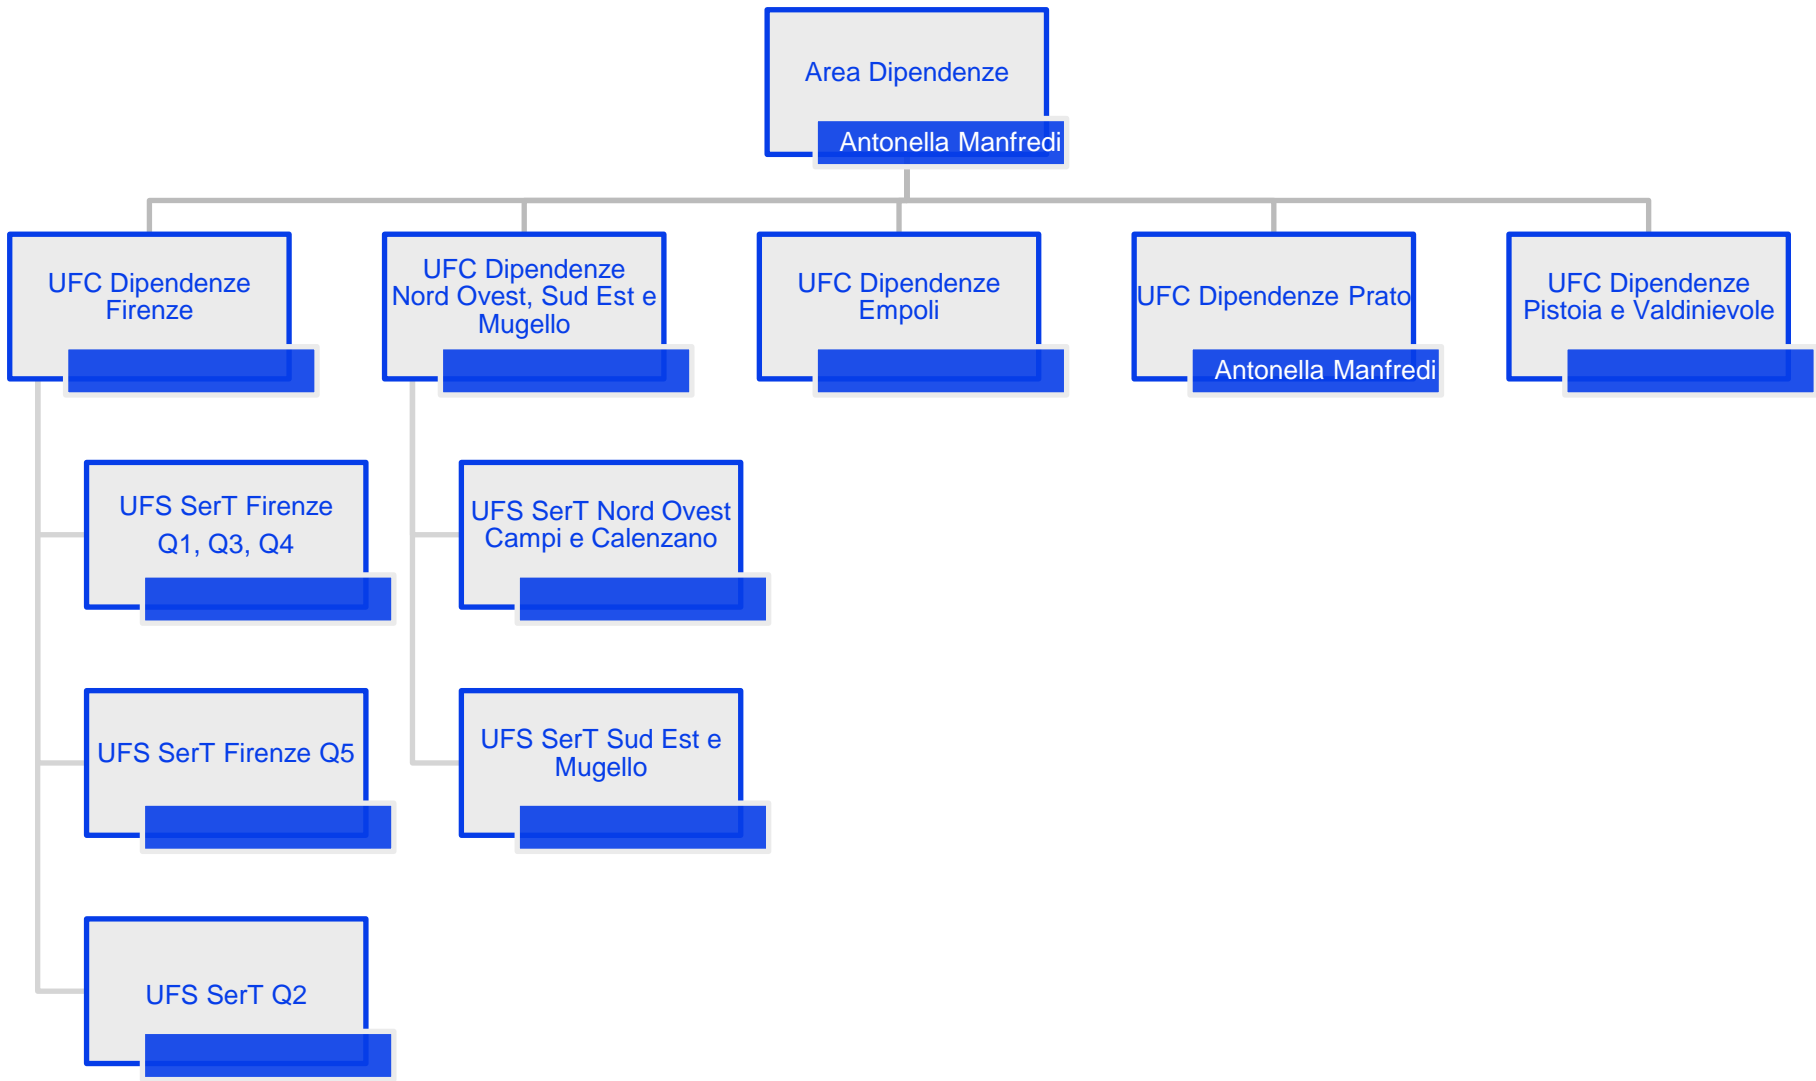 Area Dipendenze
Antonella Manfredi
UFC Dipendenze
Firenze
UFC Dipendenze
Nord Ovest, Sud Est e
Mugello
UFC Dipendenze
Empoli
UFC Dipendenze Prato
Antonella Manfredi
UFC Dipendenze
Pistoia e Valdinievole
UFS SerT Firenze
Q1, Q3, Q4
UFS SerT Nord Ovest
Campi e Calenzano
UFS SerT Firenze Q5
UFS SerT Sud Est e
Mugello
UFS SerT Q2